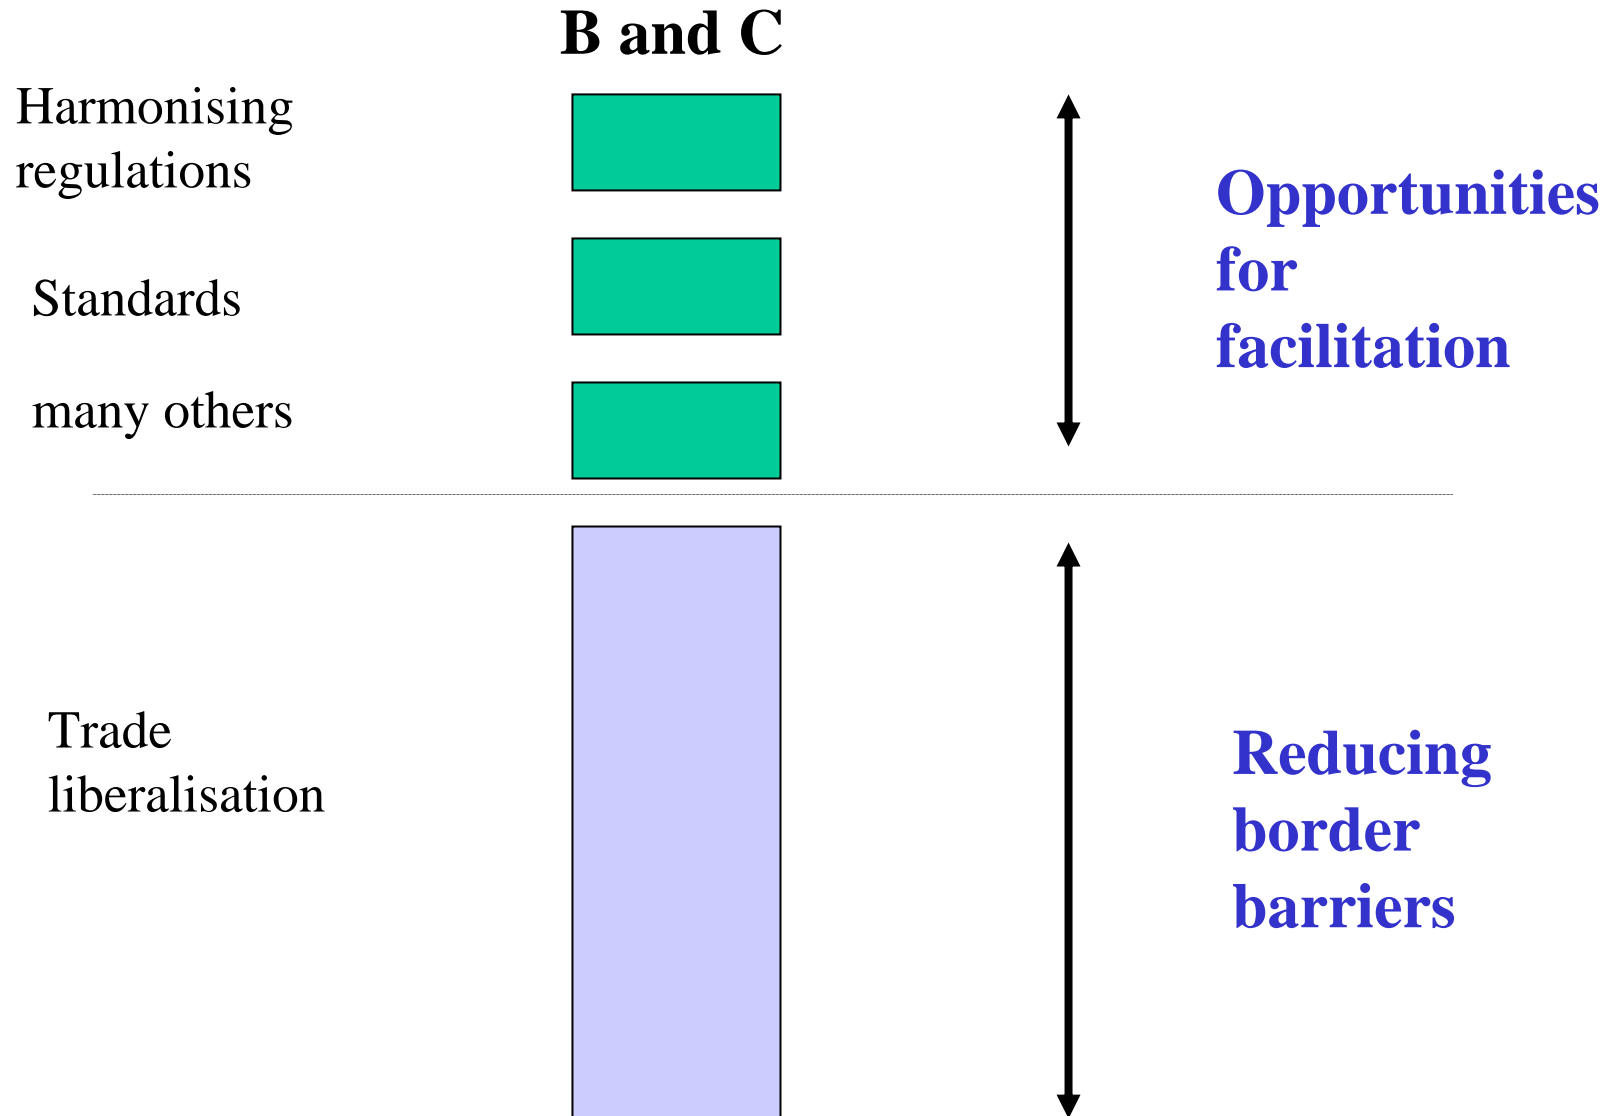 B and C
Harmonising
regulations
Standards
many others
Opportunities
for
facilitation
Trade
liberalisation
Reducing
border
barriers